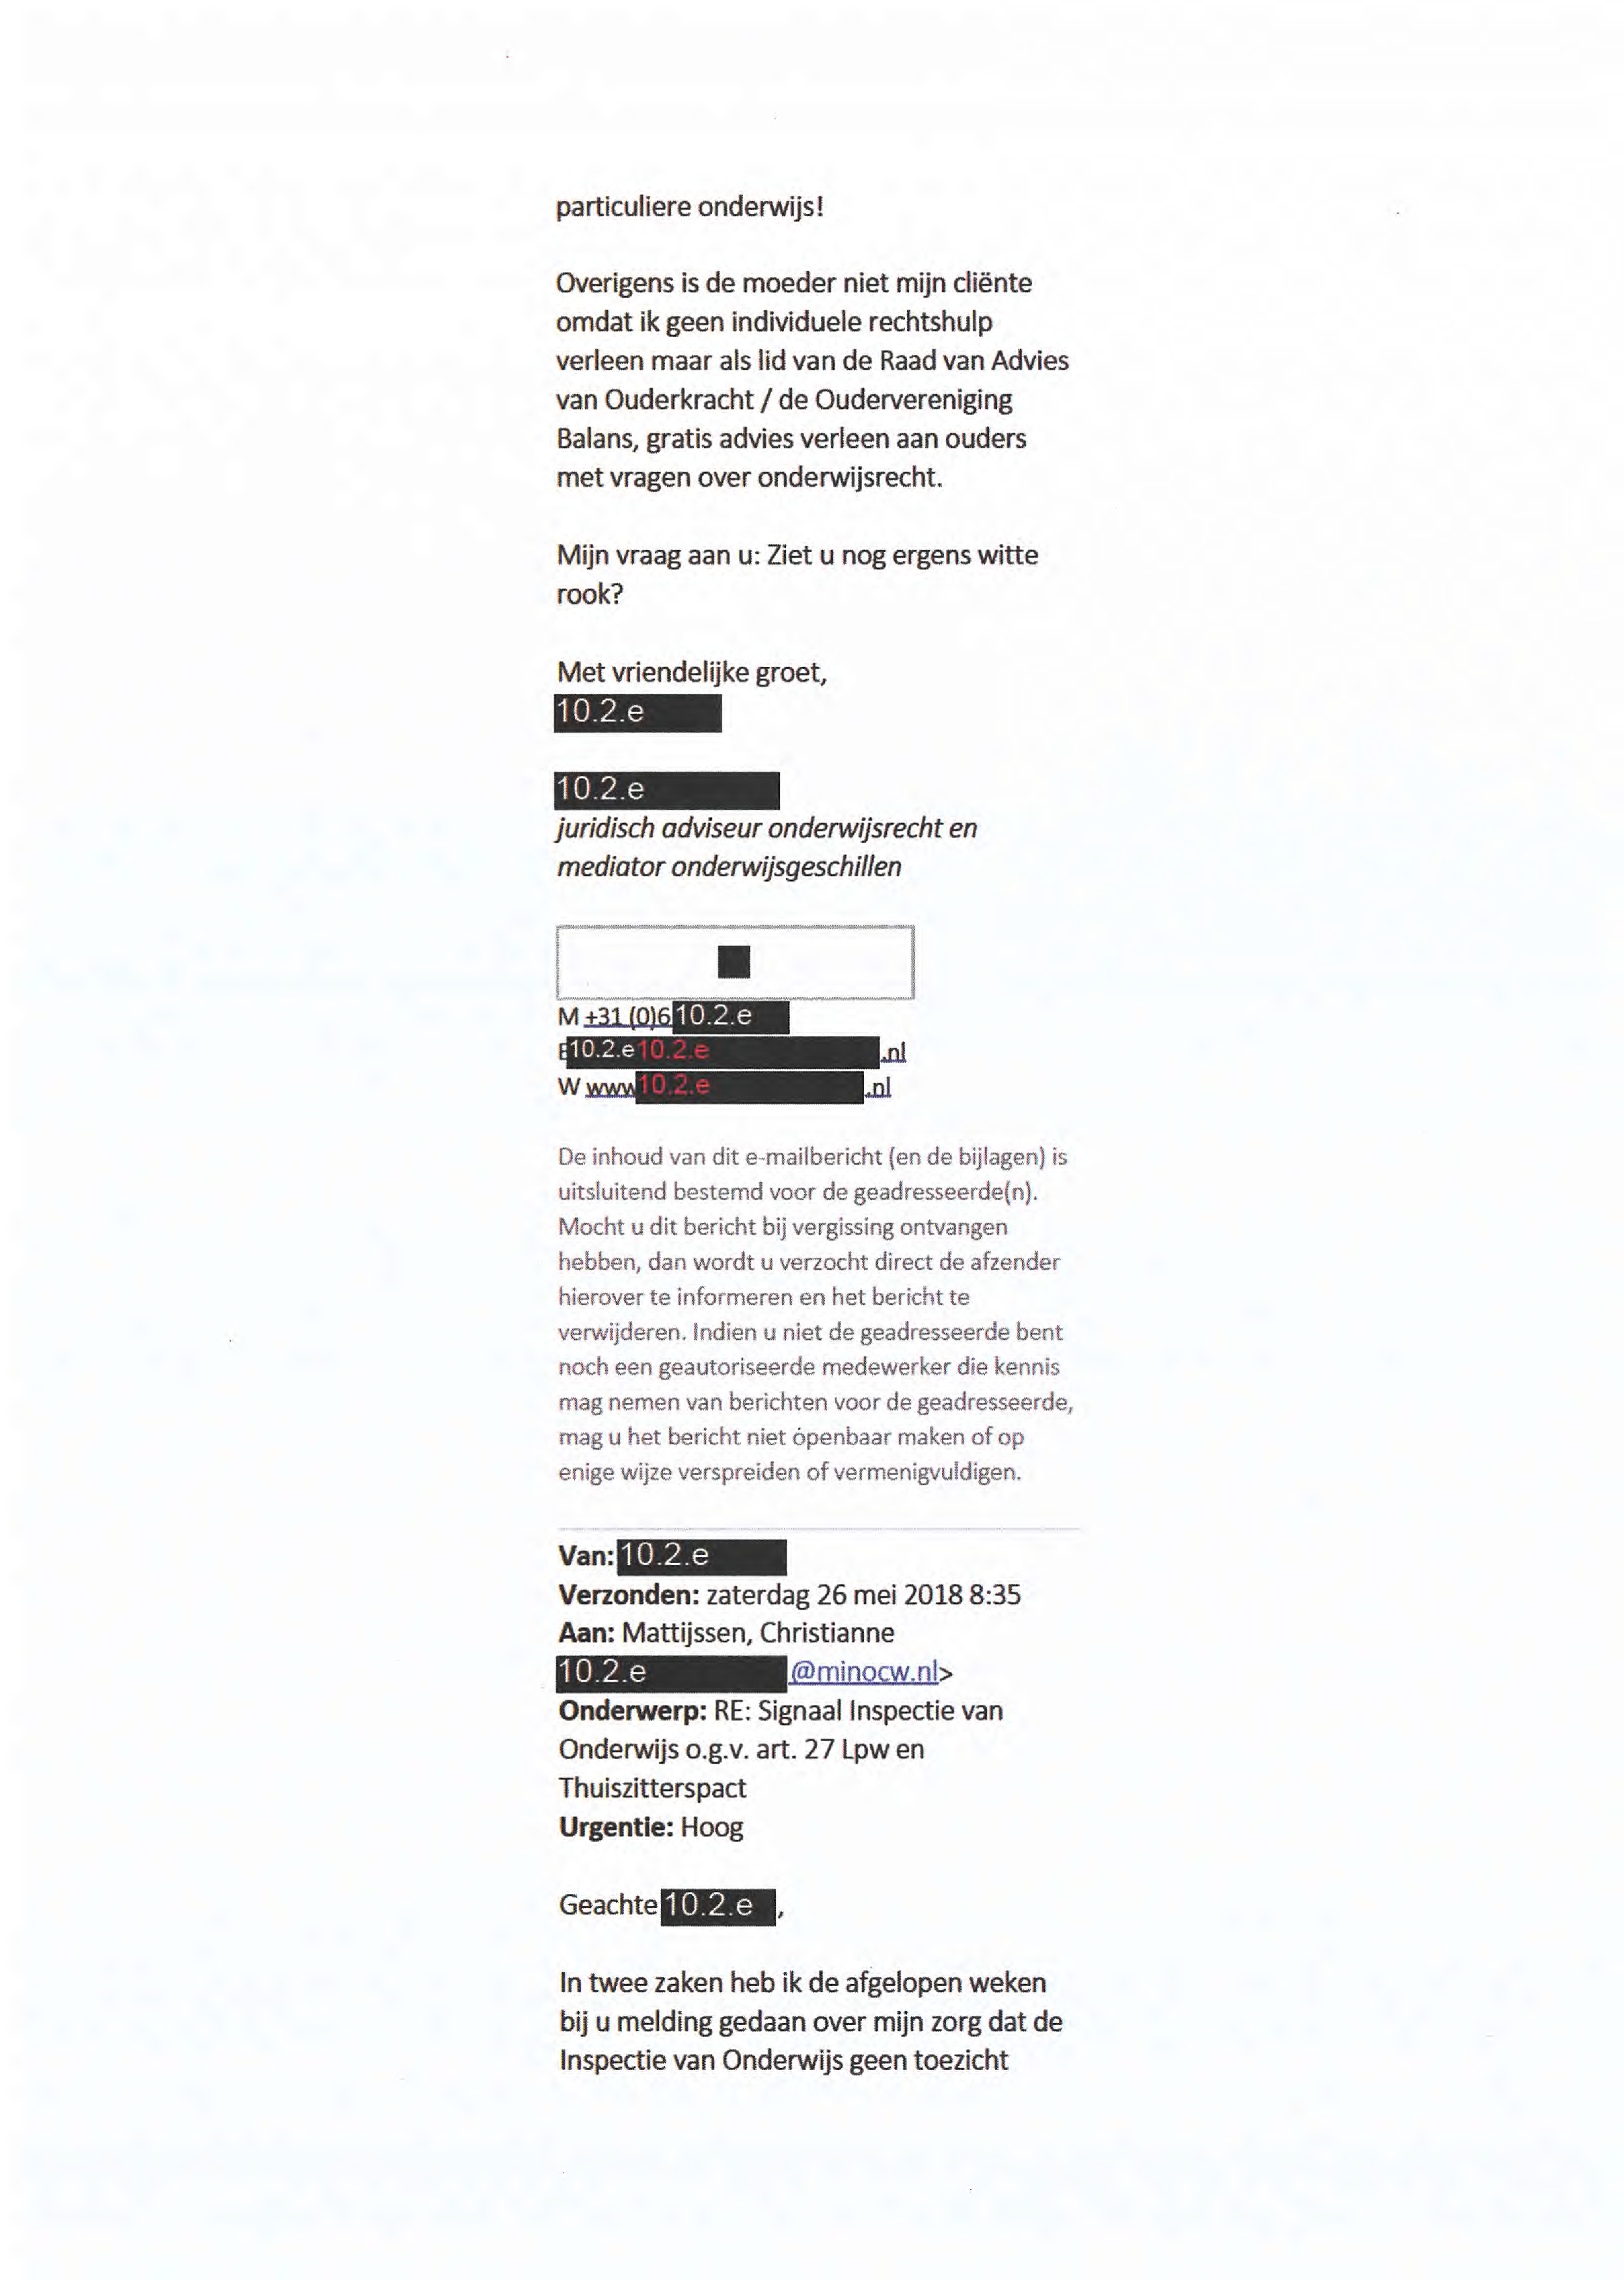 particuliere onderwijs!
Overigens is de moeder niet mijn cliënte
omdat ik geen individuele rechtshulp
verleen maar als lid van de Raad van Advies
van Ouderkracht / de Oudervereniging
Balans, gratis advies verleen aan ouders
met vragen over onderwijsrecht.
Mijn vraag aan u: Ziet u nog ergens witte
rook?
Met vriendelijke groet,
10.2.e
10.2.e
juridisch adviseur onderwijsrecht en
mediator onderwijsgeschillen
M +31 (0)6 10.2.e
E 10.2.e 10.2.e .nl
W www 10.2.e .nl
De inhoud van dit e-mailbericht (en de bijlagen) is
uitsluitend bestemd voor de geadresseerde(n).
Mocht u dit bericht bij vergissing ontvangen
hebben, dan wordt u verzocht direct de afzender
hierover te informeren en het bericht te
verwijderen. Indien u niet de geadresseerde bent
noch een geautoriseerde medewerker die kennis
mag nemen van berichten voor de geadresseerde,
mag u het bericht niet openbaar maken of op
enige wijze verspreiden of vermenigvuldigen.
Van: 10.2.e
Verzonden: zaterdag 26 mei 2018 8:35
Aan: Mattijssen, Christianne
10.2.e @minocw.nl>
Onderwerp: RE: Signaal Inspectie van
Onderwijs o.g.v. art. 27 Lpw en
Thuiszitterspact
Urgentie: Hoog
Geachte 10.2.e ,
In twee zaken heb ik de afgelopen weken
bij u melding gedaan over mijn zorg dat de
Inspectie van Onderwijs geen toezicht